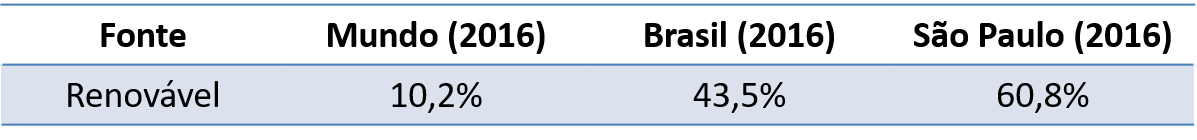 Fonte Mundo (2016) Brasil (2016) São Paulo (2016)
Renovável 10,2% 43,5% 60,8%